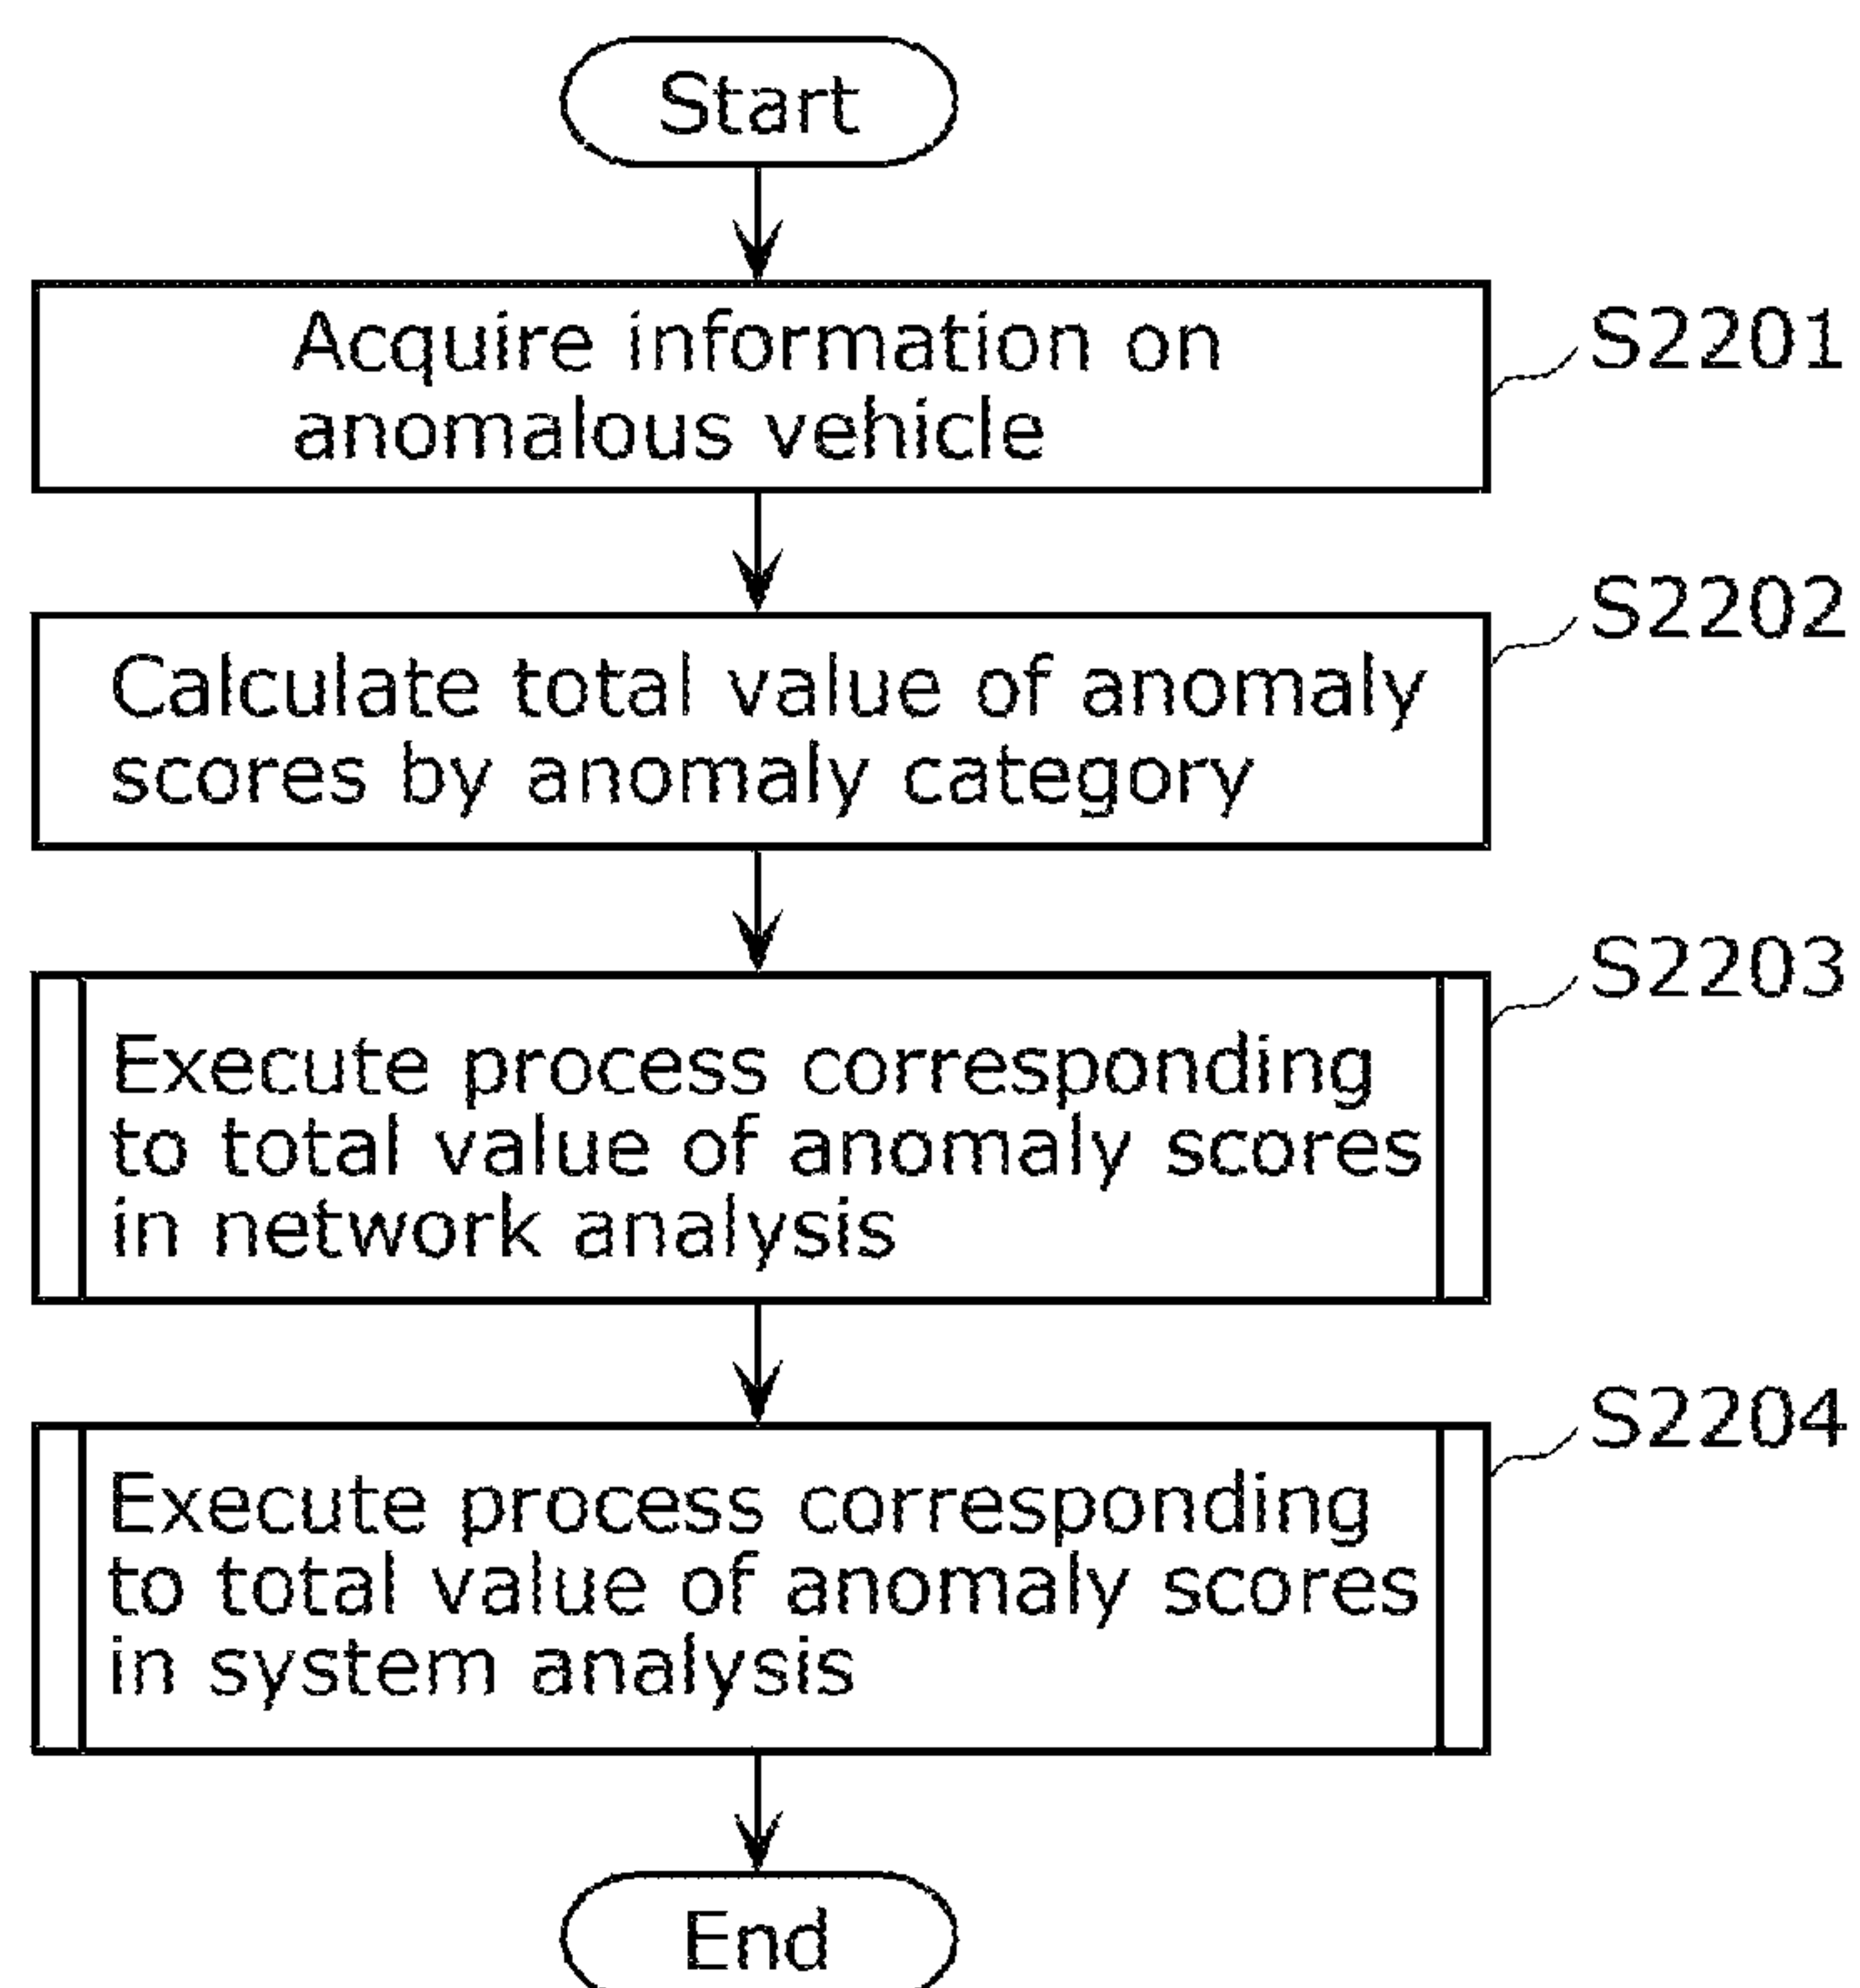 Start
Acquire information on
anomalous vehicle
S2201
Calculate total value of anomaly
scores by anomaly category
S2202
Execute process corresponding
to total value of anomaly scores
in network analysis
S2203
Execute process corresponding
to total value of anomaly scores
in system analysis
S2204
End